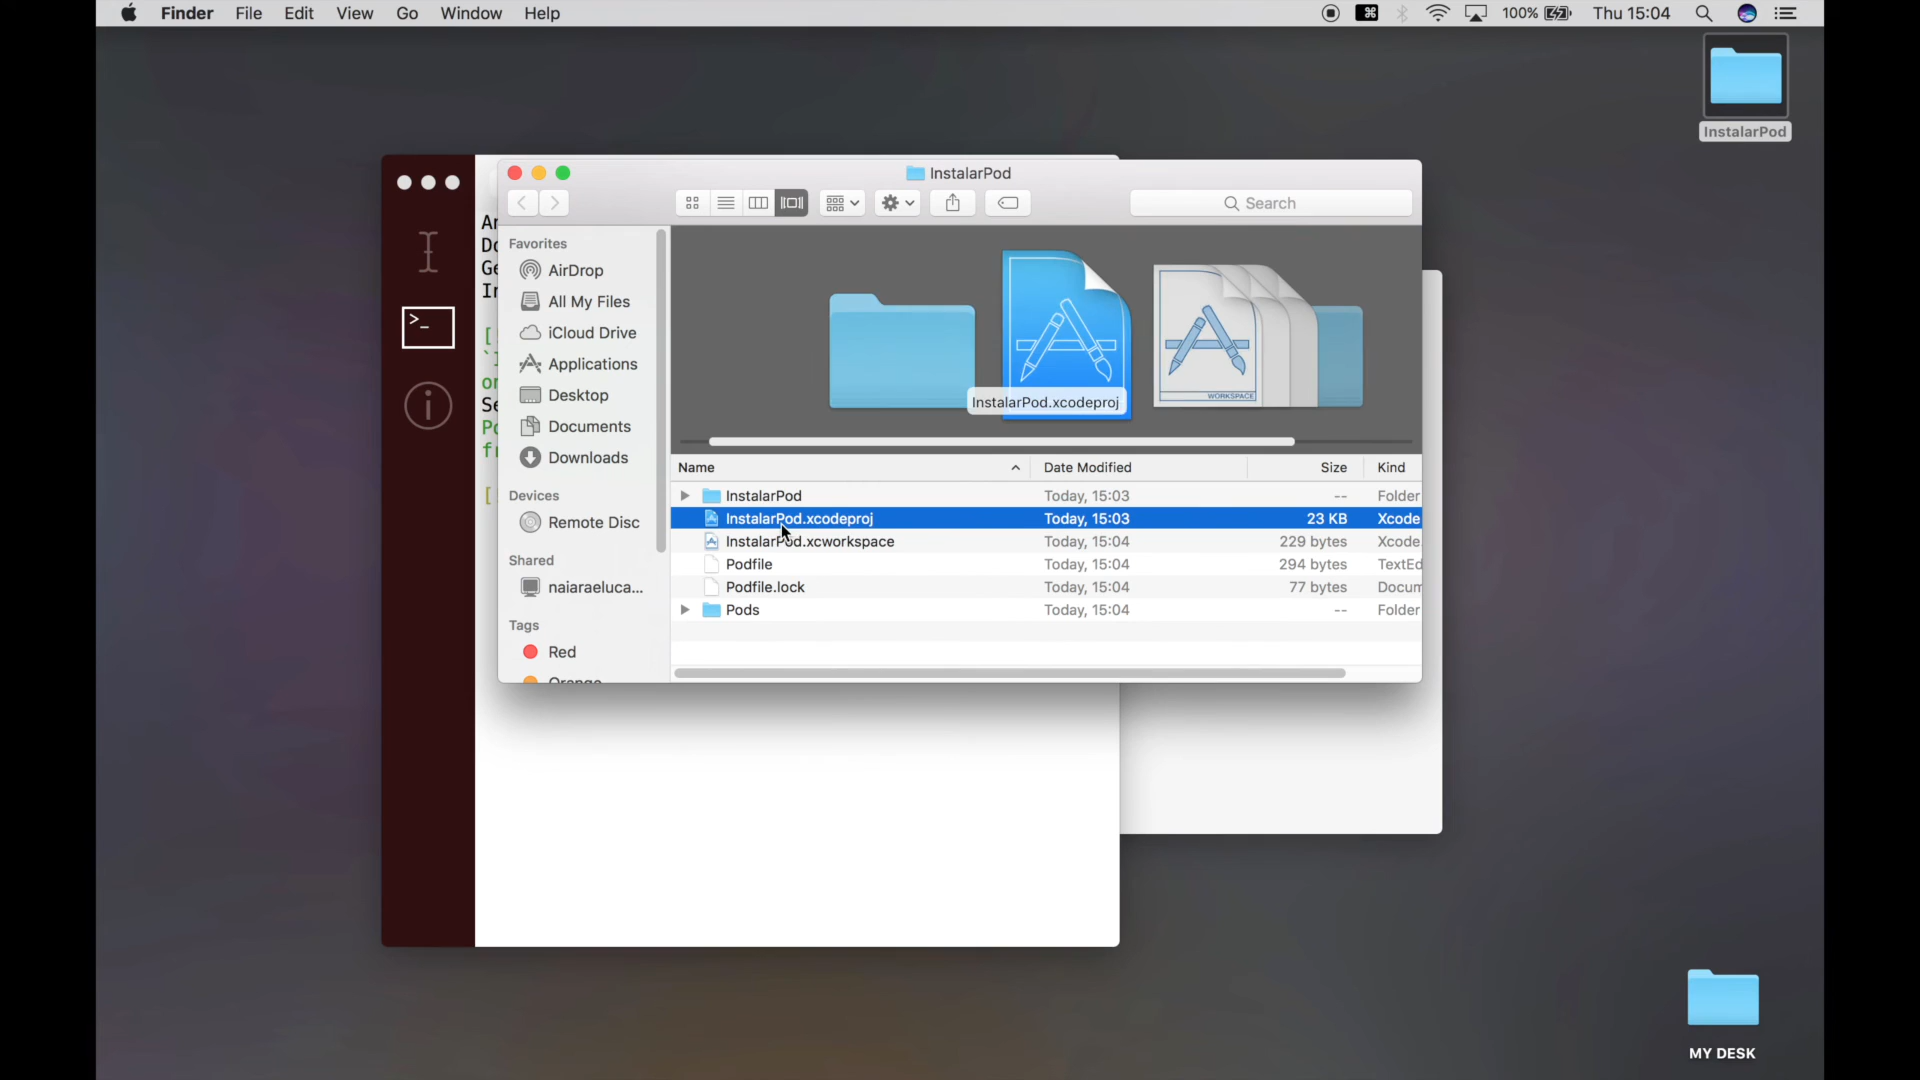 Finder File Edit View Go Window Help 100% Thu 15:04
InstalarPod
InstalarPod
Search
Favorites
AirDrop
All My Files
iCloud Drive
Applications
Desktop
Documents
Downloads
Devices
Remote Disc
Shared
naiaraeluca...
Tags
Red
Orange
WORKSPACE
InstalarPod.xcodeproj
Name Date Modified Size Kind
InstalarPod Today, 15:03 -- Folder
InstalarPod.xcodeproj Today, 15:03 23 KB Xcode
InstalarPod.xcworkspace Today, 15:04 229 bytes Xcode
Podfile Today, 15:04 294 bytes TextEd
Podfile.lock Today, 15:04 77 bytes Docum
Pods Today, 15:04 -- Folder
MY DESK